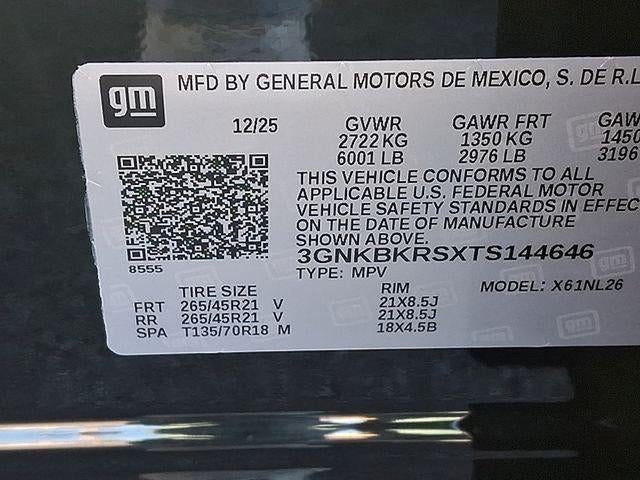 gm
MFD BY GENERAL MOTORS DE MEXICO, S. DE R.L
12/25 GVWR GAWR FRT GAW
2722 KG 1350 KG 1450
6001 LB 2976 LB 3196
THIS VEHICLE CONFORMS TO ALL
APPLICABLE U.S. FEDERAL MOTOR
VEHICLE SAFETY STANDARDS IN EFFEC
ON THE DATE OF MANUFACTURE
SHOWN ABOVE.
3GNKBKRSXTS144646
8555 TYPE: MPV MODEL: X61NL26
TIRE SIZE RIM
FRT 265/45R21 V 21X8.5J
RR 265/45R21 V 21X8.5J
SPA T135/70R18 M 18X4.5B